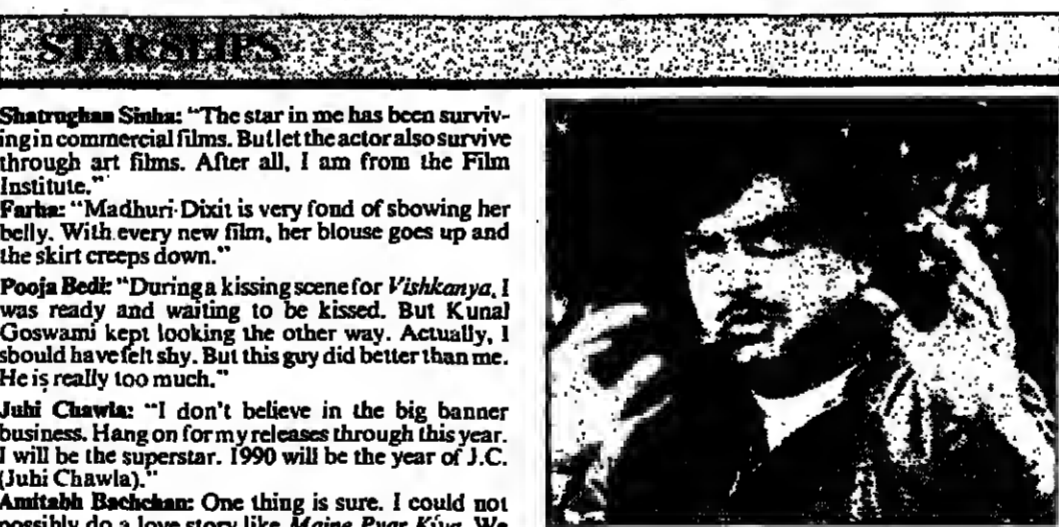 STARSHIPS
Shatrughan Sinha: "The star in me has been surviv-
ing in commercial films. But let the actor also survive
through art films. After all, I am from the Film
Institute."
Farha: "Madhuri Dixit is very fond of sbowing her
belly. With every new film, her blouse goes up and
the skirt creeps down."
Pooja Bedi: "During a kissing scene for Vishkanya, I
was ready and waiting to be kissed. But Kunal
Goswami kept looking the other way. Actually, I
sbould have felt shy. But this guy did better than me.
He is really too much."
Juhi Chawla: "I don't believe in the big banner
business. Hang on for my releases through this year.
I will be the superstar. 1990 will be the year of J.C.
(Juhi Chawla)."
Amitabh Bachchan: One thing is sure. I could not
possibly do a love story like Maine Pyar Kiya. We